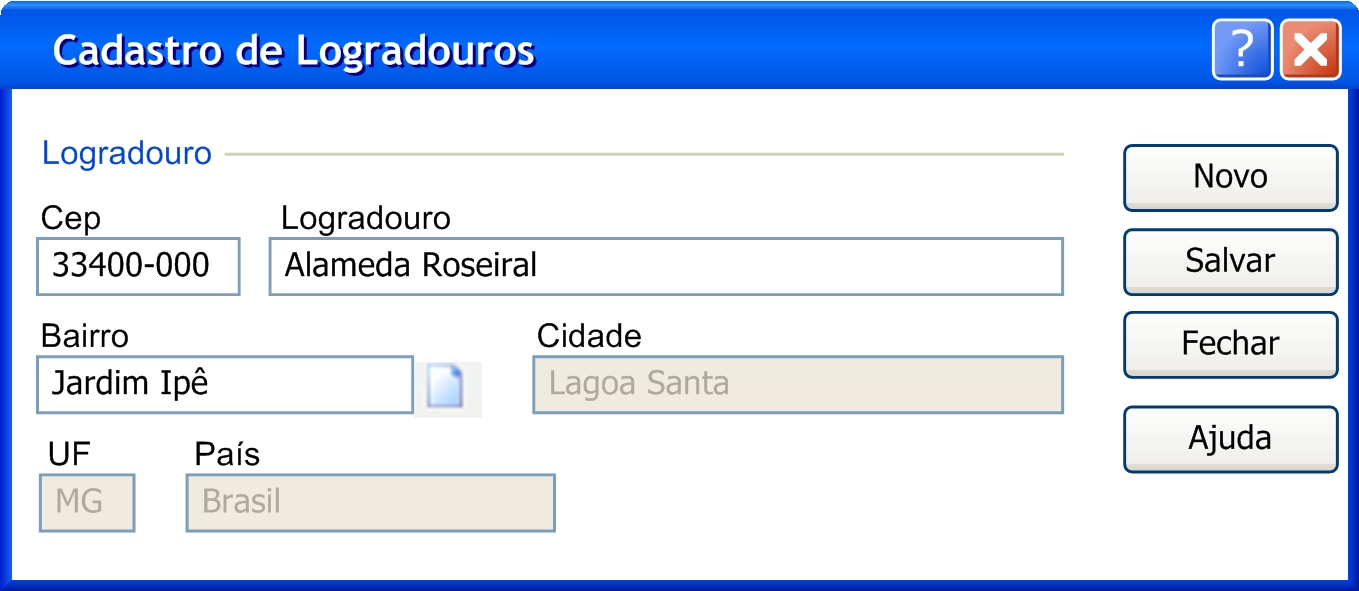 Cadastro de Logradouros
?
Logradouro
Cep
Logradouro
33400-000
Alameda Roseiral
Bairro
Cidade
Jardim Ipê
Lagoa Santa
UF
País
MG
Brasil
Novo
Salvar
Fechar
Ajuda